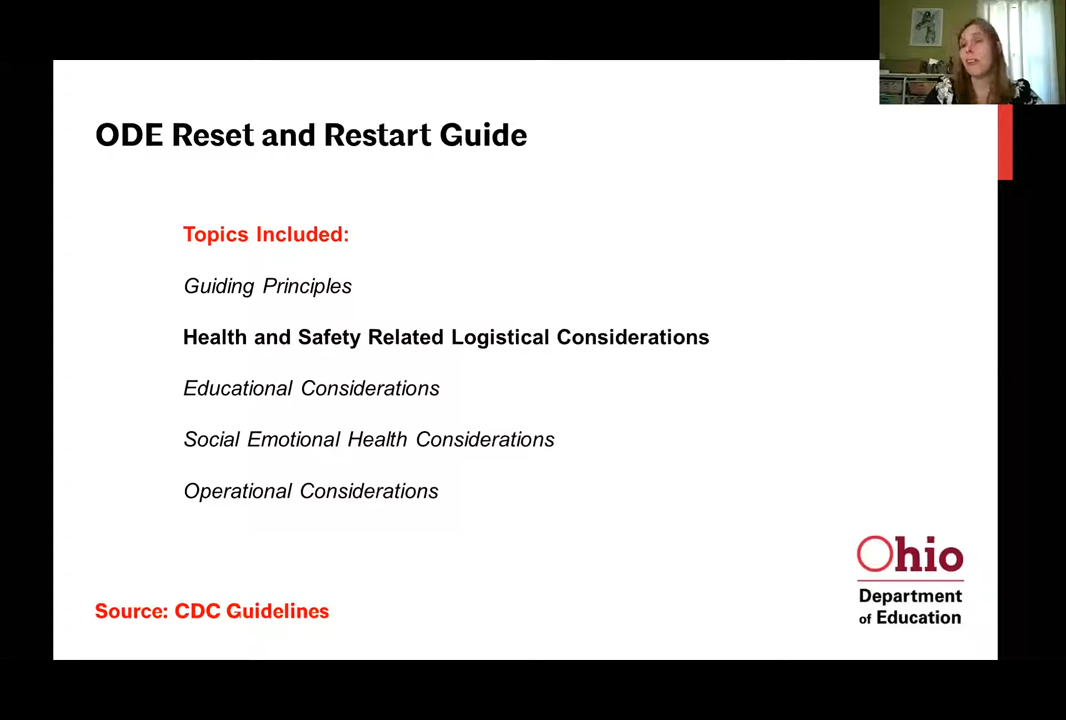 ODE Reset and Restart Guide
Topics Included:
Guiding Principles
Health and Safety Related Logistical Considerations
Educational Considerations
Social Emotional Health Considerations
Operational Considerations
Source: CDC Guidelines
Ohio
Department
of Education